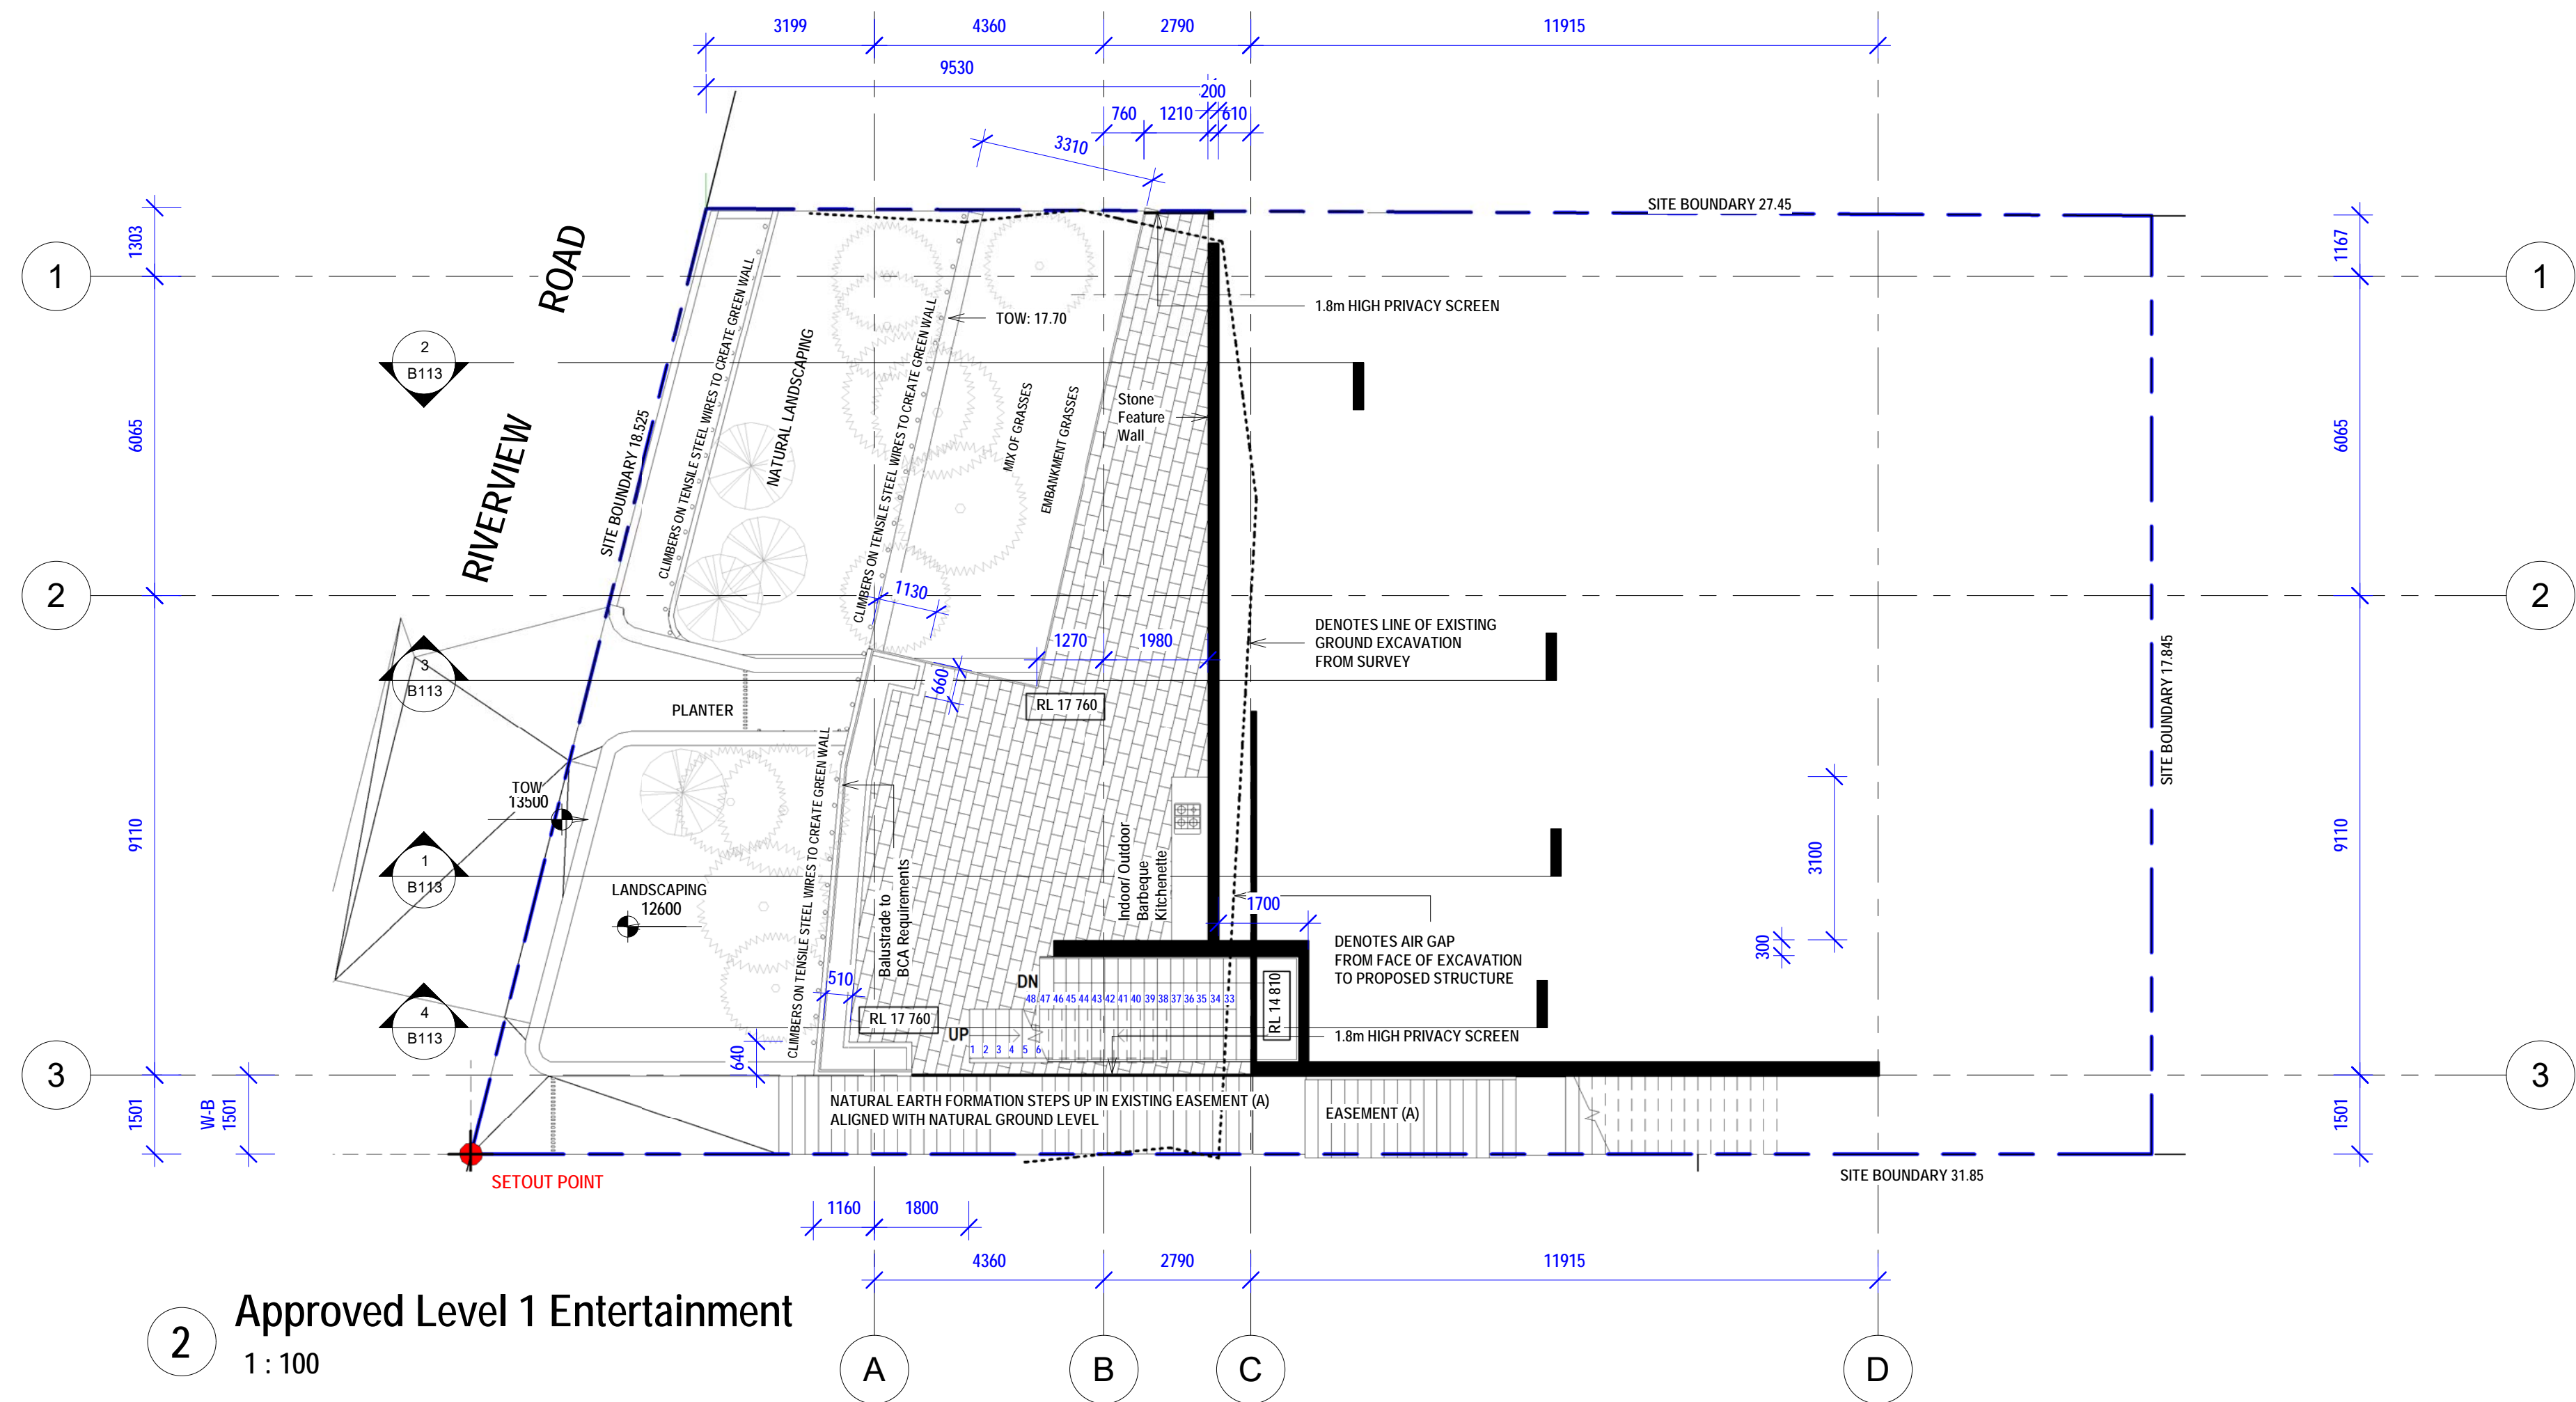 3199
4360
2790
11915
9530
200
760
1210
610
3310
SITE BOUNDARY 27.45
1303
1167
ROAD
1
1
1.8m HIGH PRIVACY SCREEN
TOW: 17.70
2
B113
CLIMBERS ON TENSILE STEEL WIRES TO CREATE GREEN WALL
NATURAL LANDSCAPING
CLIMBERS ON TENSILE STEEL WIRES TO CREATE GREEN WALL
MIX OF GRASSES
EMBANKMENT GRASSES
Stone
Feature
Wall
6065
6065
RIVERVIEW
SITE BOUNDARY 18.525
2
2
1130
1270
1980
DENOTES LINE OF EXISTING
GROUND EXCAVATION
FROM SURVEY
3
B113
660
RL 17 760
PLANTER
SITE BOUNDARY 17.845
CLIMBERS ON TENSILE STEEL WIRES TO CREATE GREEN WALL
TOW
13500
9110
9110
3100
1
B113
Indoor/ Outdoor
Barbeque
Kitchenette
Balustrade to
BCA Requirements
LANDSCAPING
12600
1700
DENOTES AIR GAP
FROM FACE OF EXCAVATION
TO PROPOSED STRUCTURE
300
510
DN
48 47 46 45 44 43 42 41 40 39 38 37 36 35 34 33
RL 14 810
4
B113
RL 17 760
UP
1 2 3 4 5 6
1.8m HIGH PRIVACY SCREEN
640
3
3
1501
W-B
1501
1501
NATURAL EARTH FORMATION STEPS UP IN EXISTING EASEMENT (A)
ALIGNED WITH NATURAL GROUND LEVEL
EASEMENT (A)
SETOUT POINT
SITE BOUNDARY 31.85
1160
1800
4360
2790
11915
2
Approved Level 1 Entertainment
1 : 100
A
B
C
D